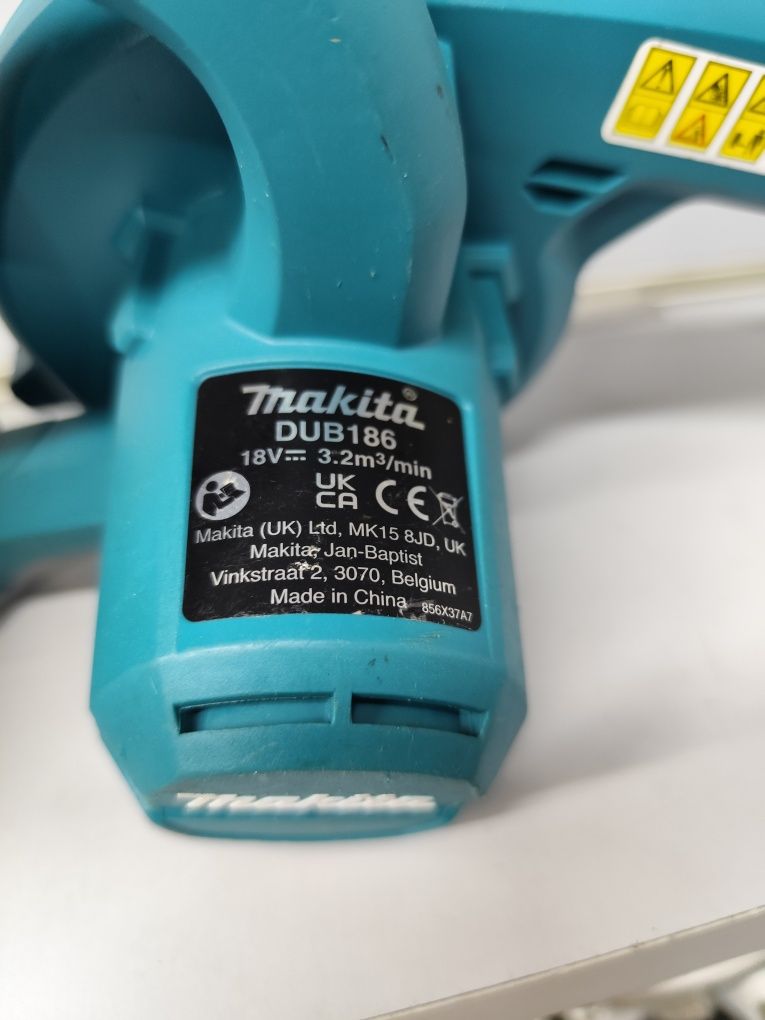 makita®
DUB186
18V⎓ 3.2m³/min
UK
CA CE
Makita (UK) Ltd, MK15 8JD, UK
Makita, Jan-Baptist
Vinkstraat 2, 3070, Belgium
Made in China 856X37A7
makita